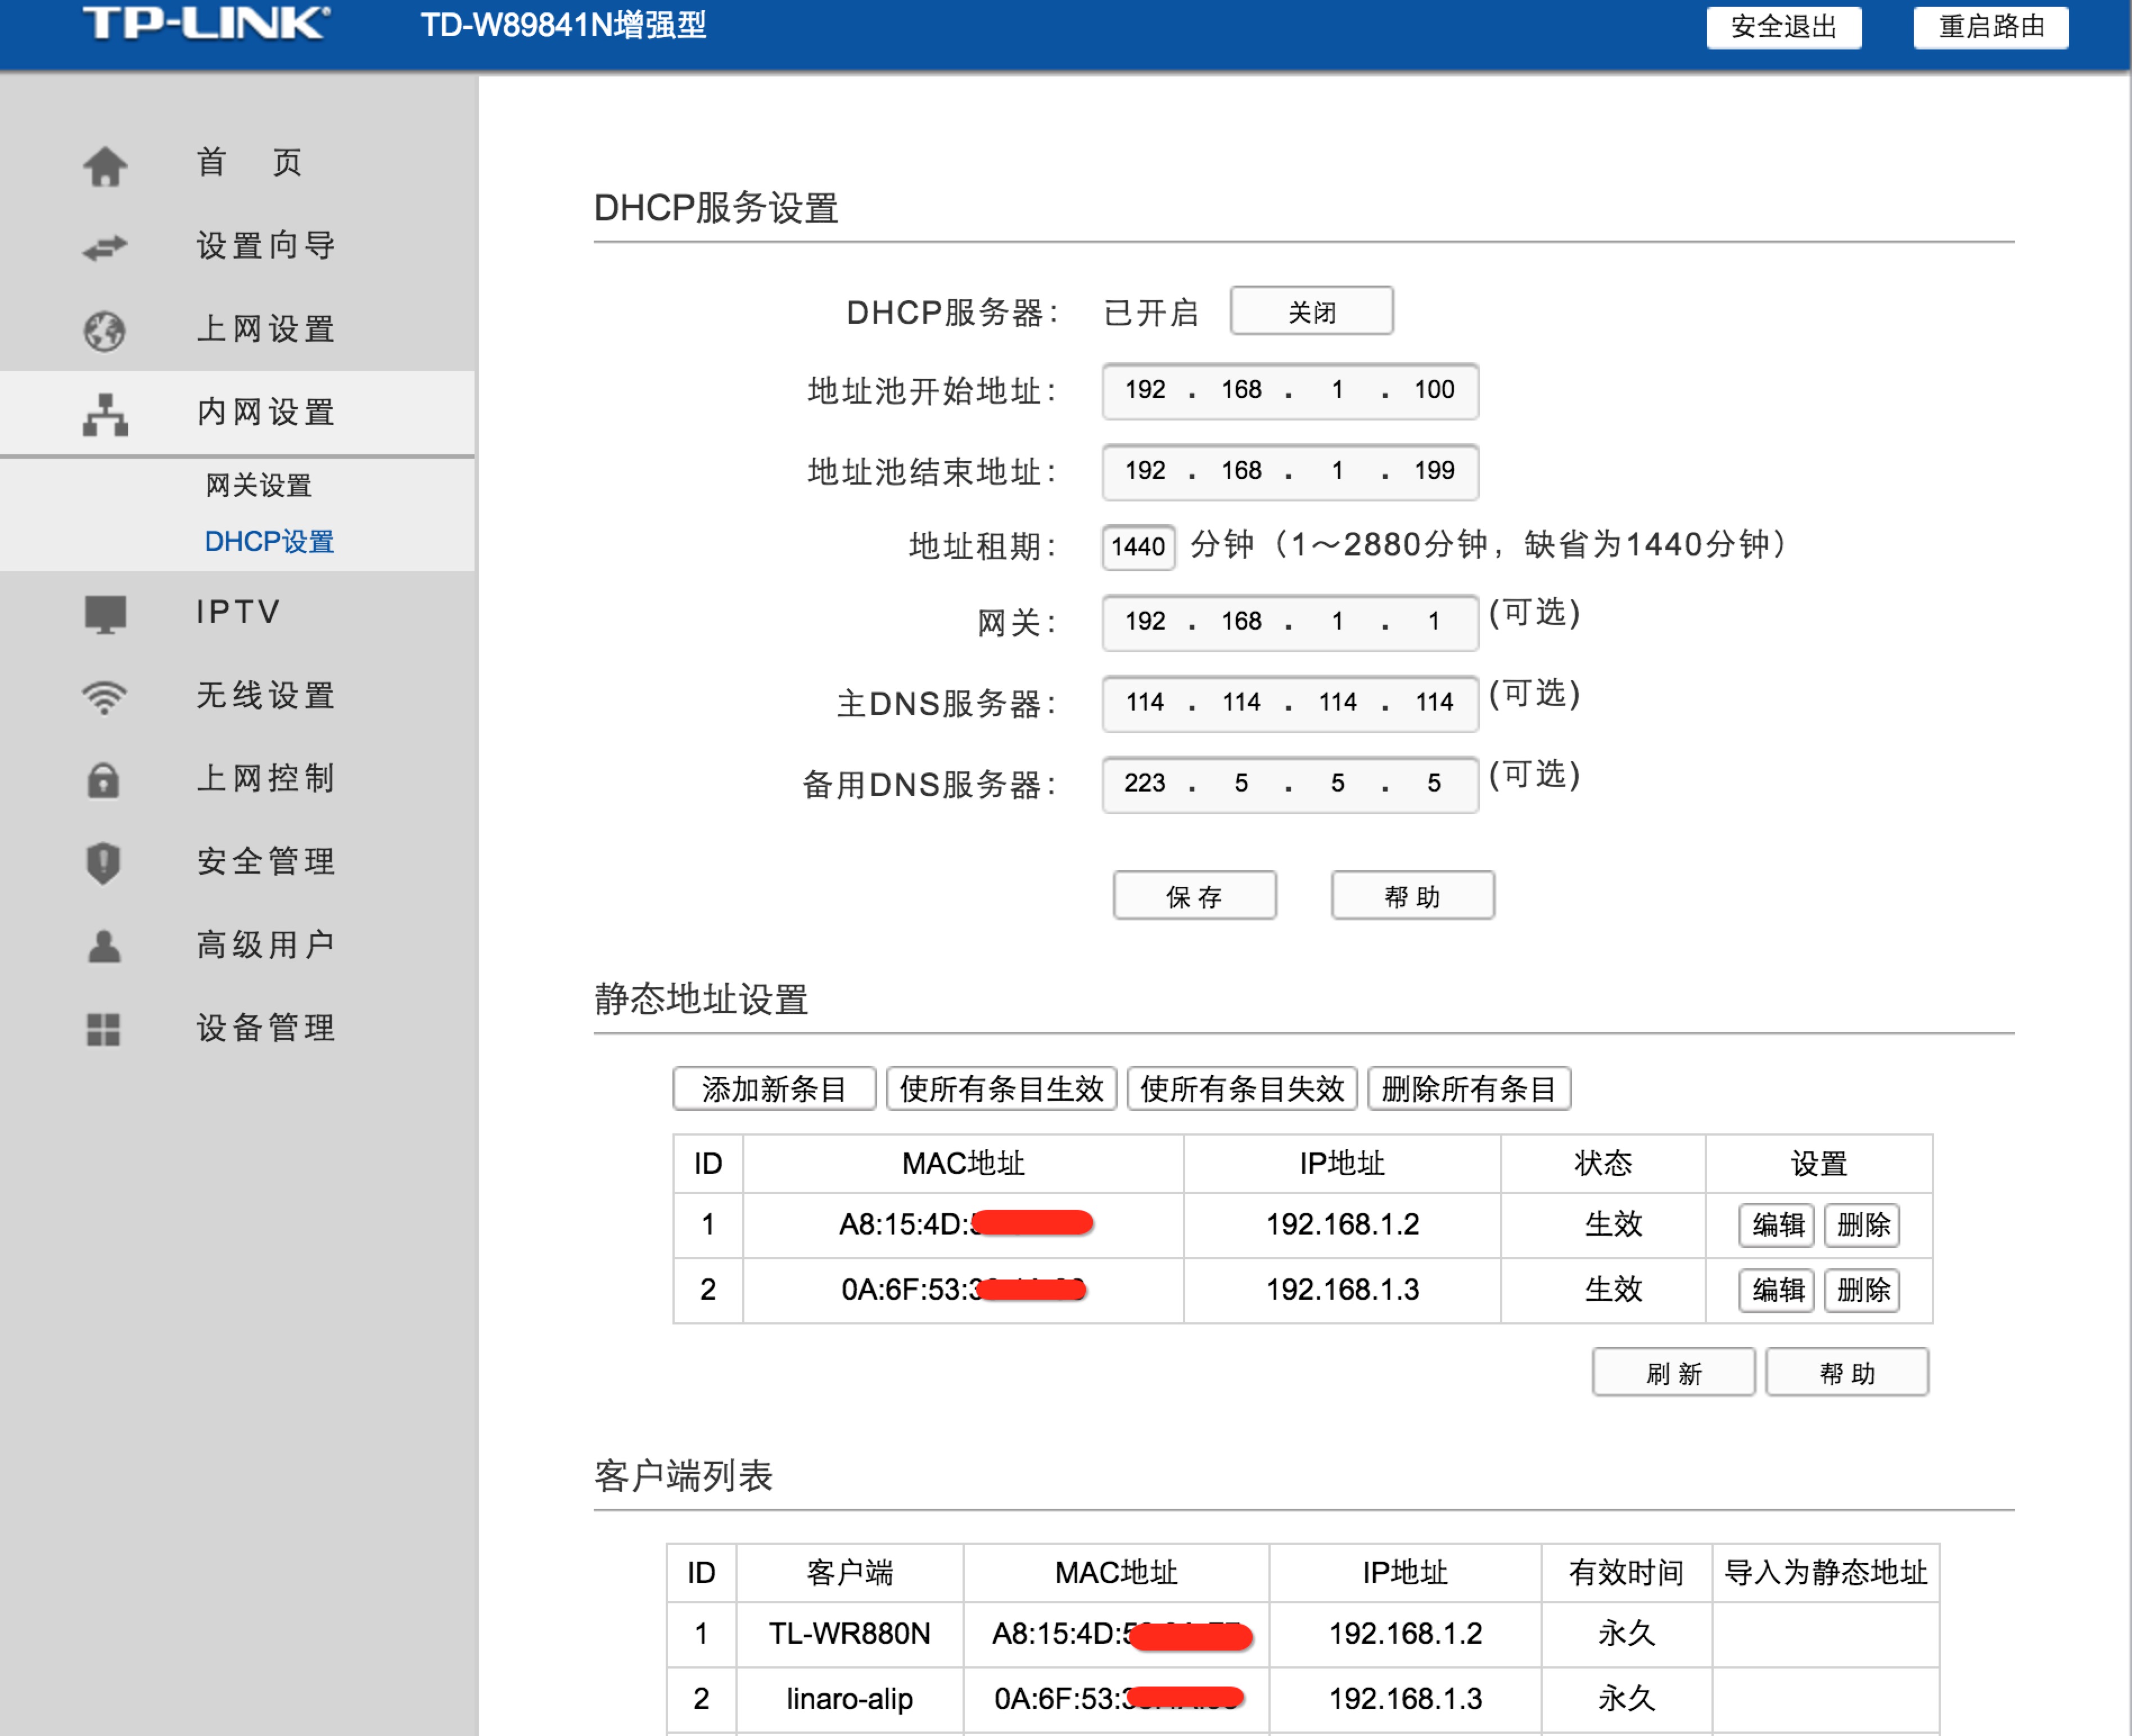 TP-LINK® TD-W89841N增强型 安全退出 重启路由
首 页
设置向导
上网设置
内网设置
网关设置
DHCP设置
IPTV
无线设置
上网控制
安全管理
高级用户
设备管理
DHCP服务设置
DHCP服务器： 已开启 关闭
地址池开始地址： 192 . 168 . 1 . 100
地址池结束地址： 192 . 168 . 1 . 199
地址租期： 1440 分钟（1～2880分钟，缺省为1440分钟）
网关： 192 . 168 . 1 . 1 (可选)
主DNS服务器： 114 . 114 . 114 . 114 (可选)
备用DNS服务器： 223 . 5 . 5 . 5 (可选)
保 存 帮 助
静态地址设置
添加新条目 使所有条目生效 使所有条目失效 删除所有条目
ID MAC地址 IP地址 状态 设置
1 A8:15:4D: 192.168.1.2 生效 编辑 删除
2 0A:6F:53: 192.168.1.3 生效 编辑 删除
刷 新 帮 助
客户端列表
ID 客户端 MAC地址 IP地址 有效时间 导入为静态地址
1 TL-WR880N A8:15:4D: 192.168.1.2 永久
2 linaro-alip 0A:6F:53: 192.168.1.3 永久